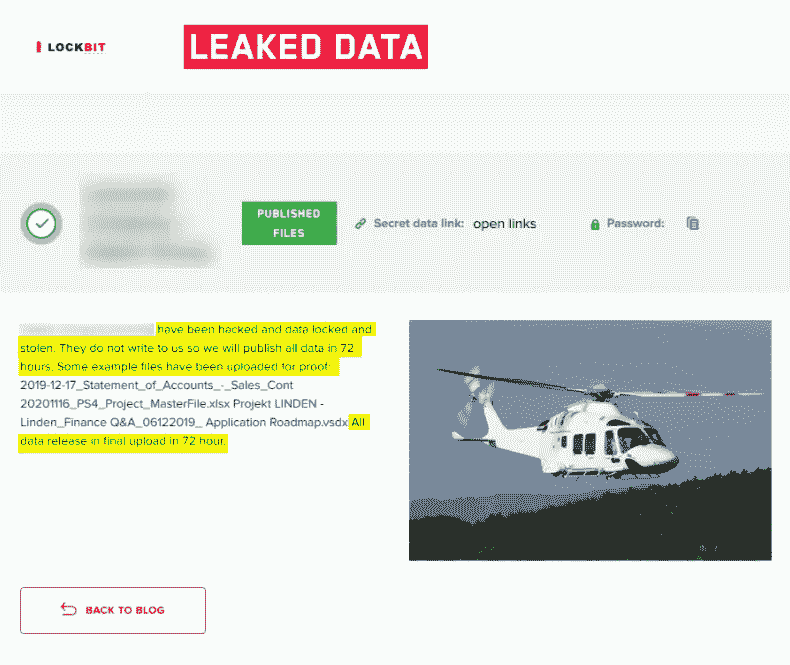 LOCKBIT
LEAKED DATA
PUBLISHED
FILES
Secret data link: open links
Password:
have been hacked and data locked and
stolen. They do not write to us so we will publish all data in 72
hours. Some example files have been uploaded for proof:
2019-12-17_Statement_of_Accounts_-_Sales_Cont
20201116_PS4_Project_MasterFile.xlsx Projekt LINDEN -
Linden_Finance Q&A_06122019_ Application Roadmap.vsdx All
data release in final upload in 72 hour.
BACK TO BLOG